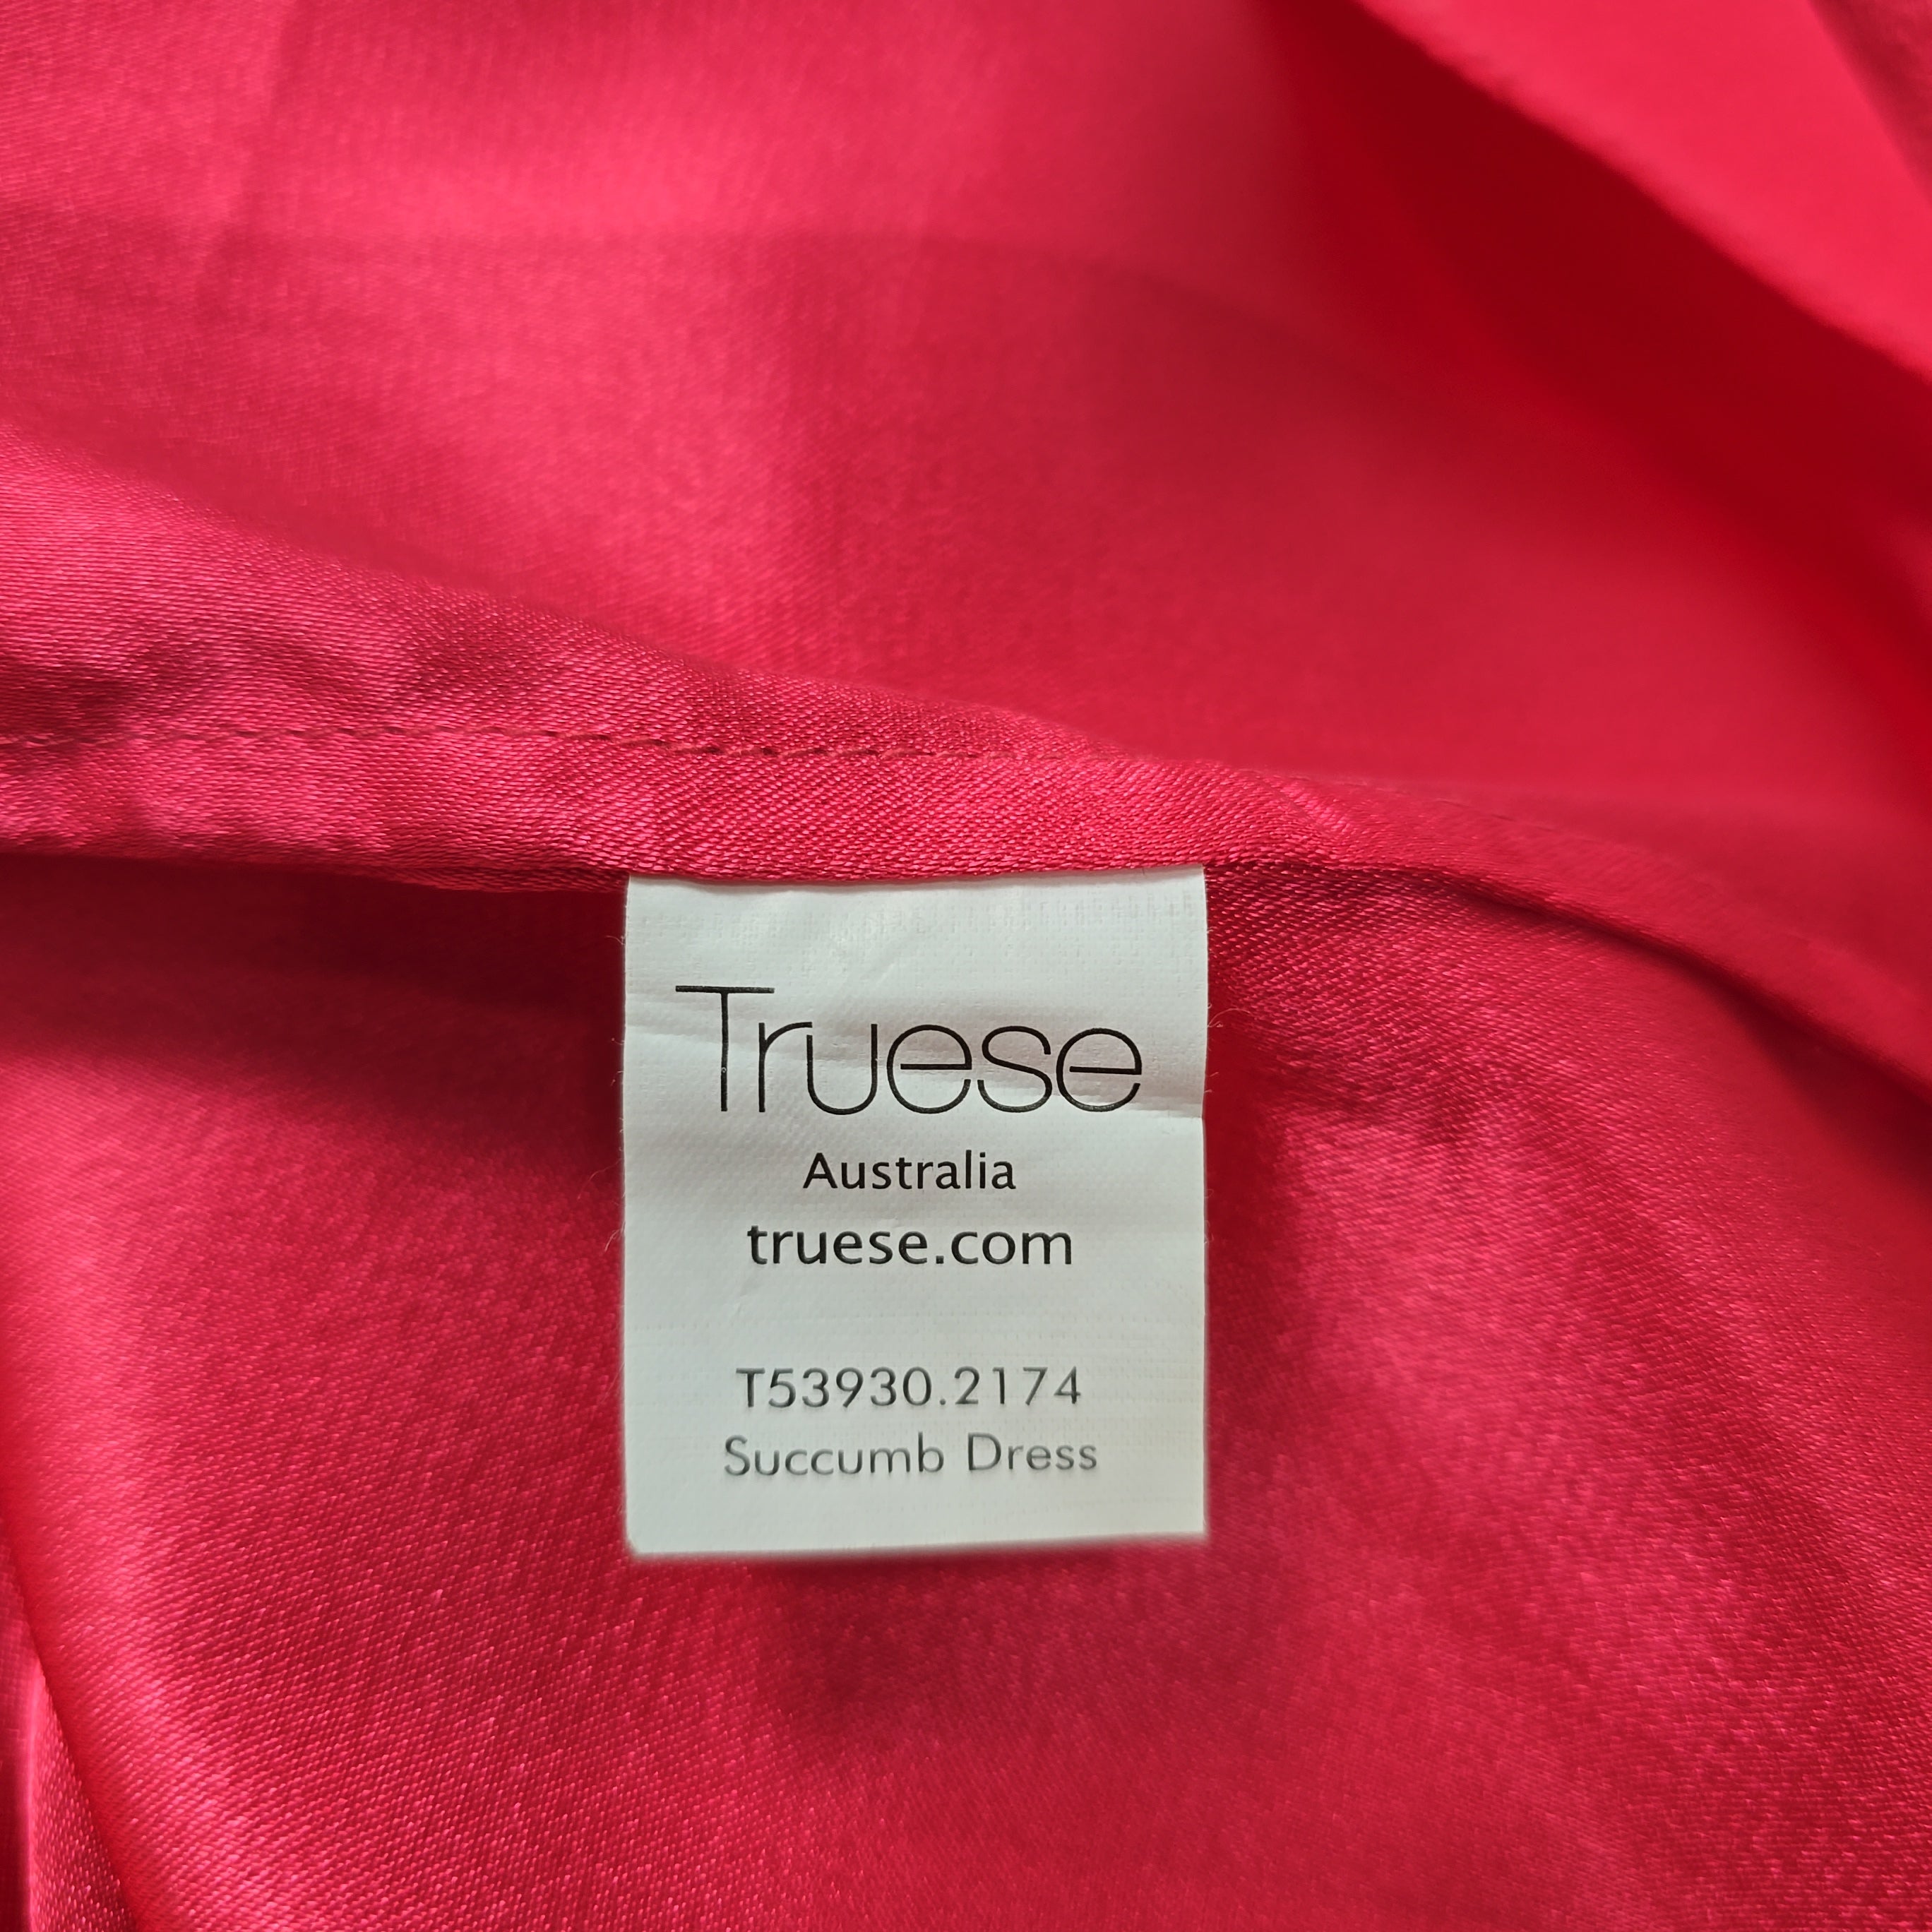 Truese
Australia
truese.com
T53930.2174
Succumb Dress